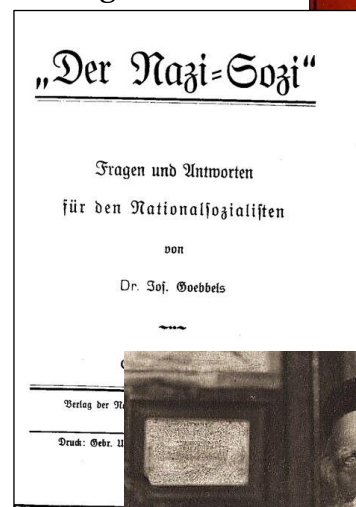 „Der Nazi=Sozi“
Fragen und Antworten
für den Nationalsozialisten
von
Dr. Jos. Goebbels
Verlag der
Druck: Gebr.